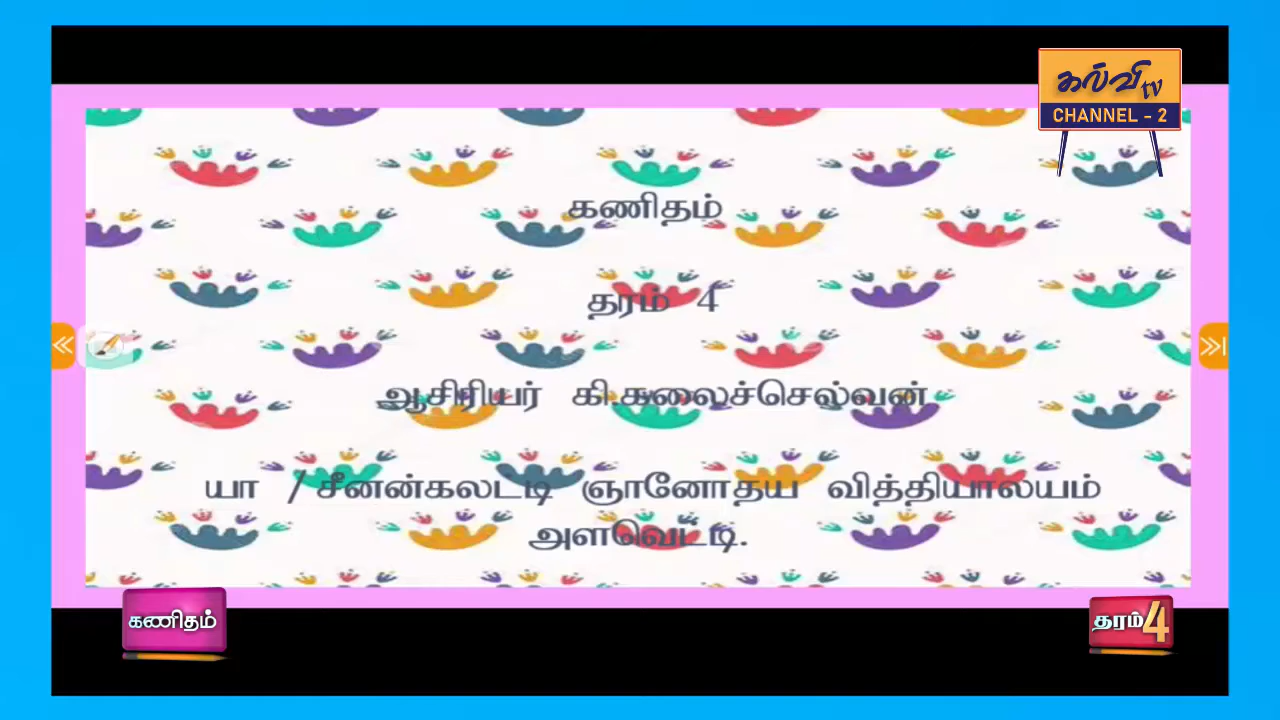 கல்வி tv
CHANNEL - 2
கணிதம்
தரம் 4
ஆசிரியர் கி.கலைச்செல்வன்
யா / சீனன்கலட்டி ஞானோதய வித்தியாலயம்
அளவெட்டி.
கணிதம்
தரம் 4